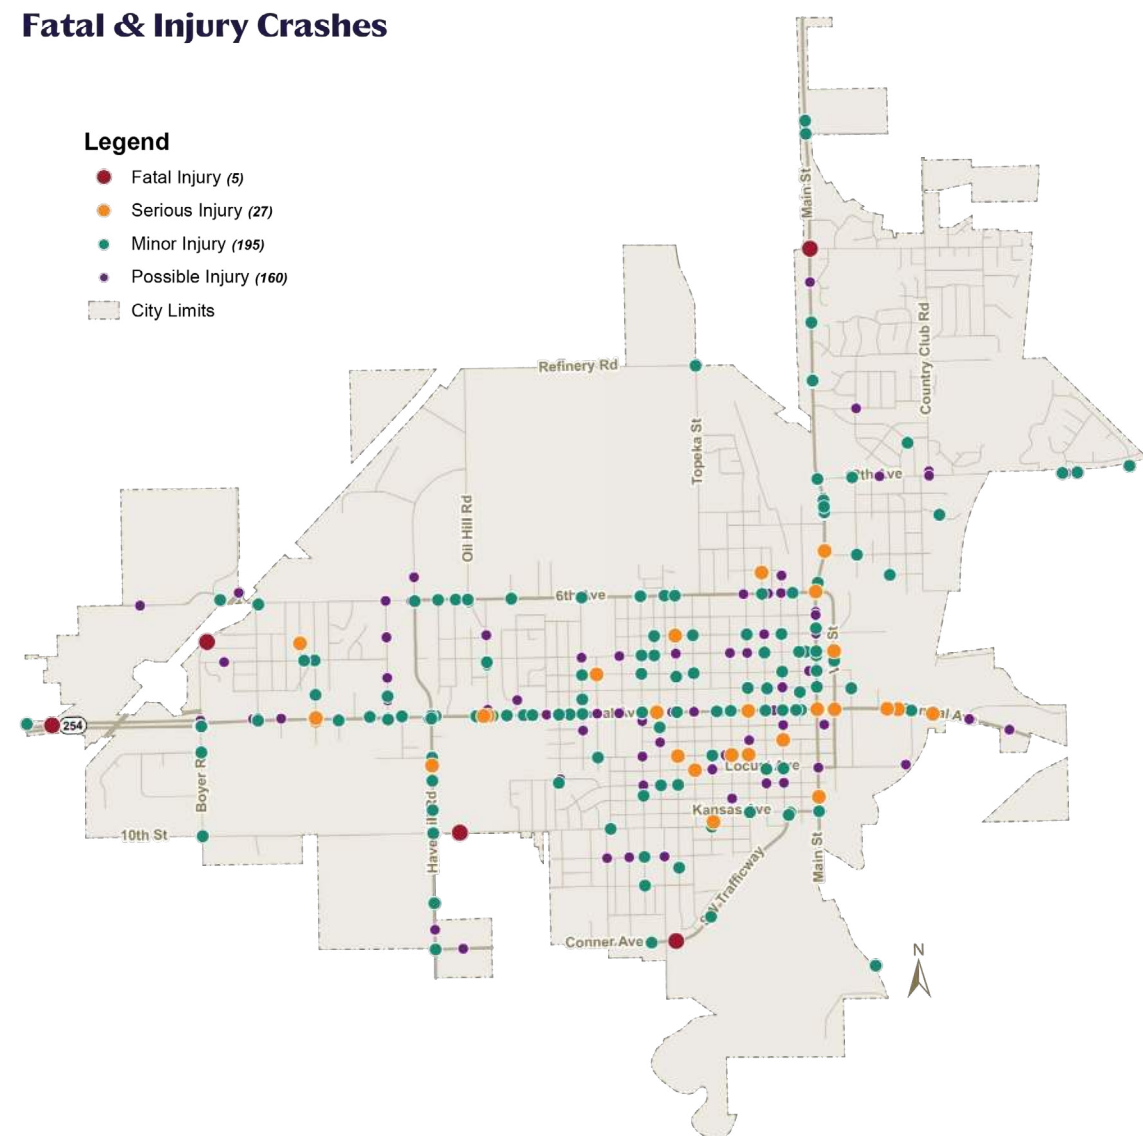 Fatal & Injury Crashes
Legend
Fatal Injury (5)
Serious Injury (27)
Minor Injury (195)
Possible Injury (160)
City Limits
Main St
Country Club Rd
Refinery Rd
Topeka St
Oil Hill Rd
6th Ave
St
254
Boyer Rd
Locust Ave
Kansas Ave
10th St
Main St
Trafficway
Conner Ave
N